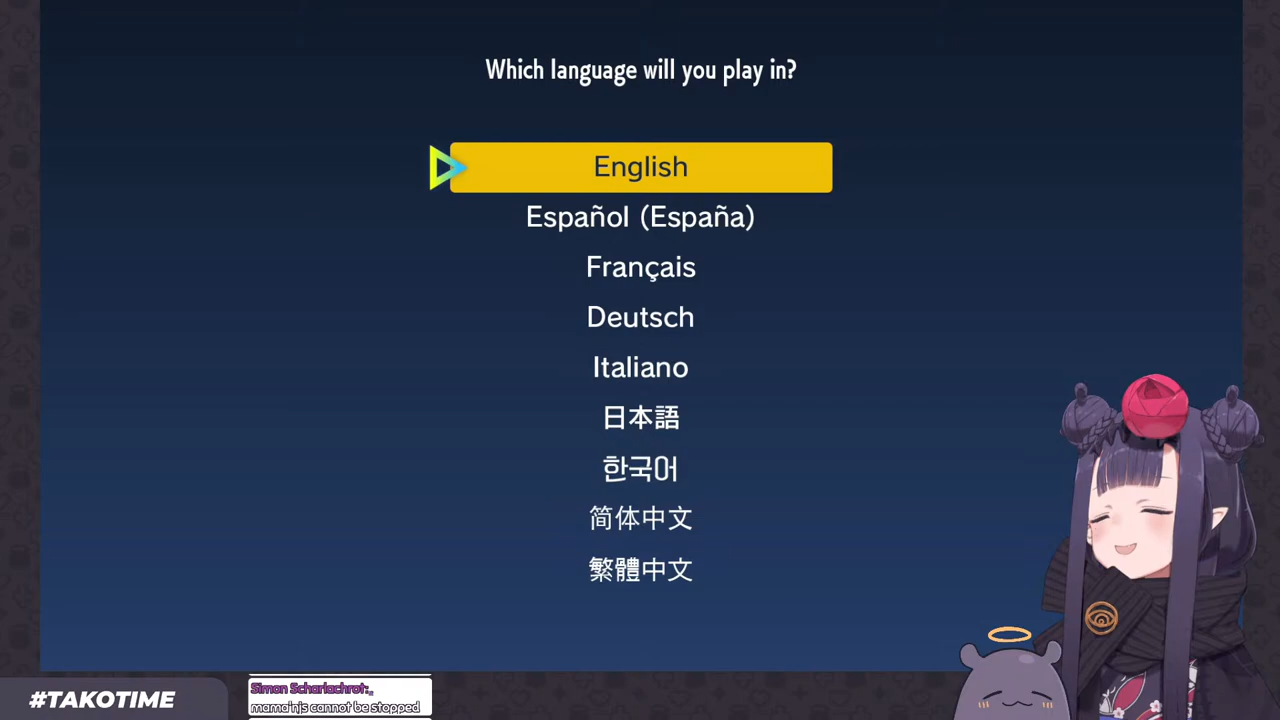 Which language will you play in?
English
Español (España)
Français
Deutsch
Italiano
日本語
한국어
简体中文
繁體中文
#TAKOTIME
Simon Scharlachrot:
mamainjs cannot be stopped